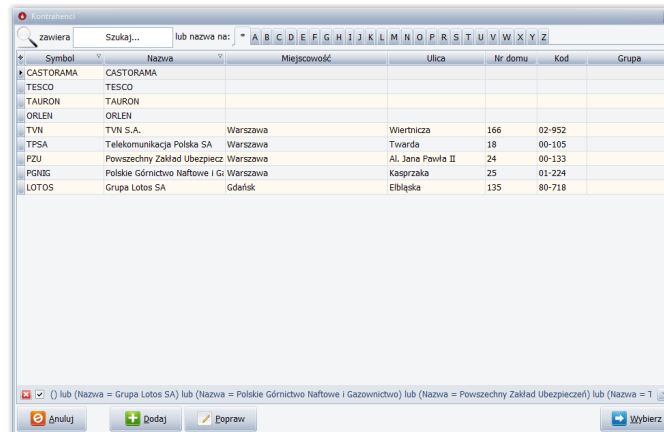 Kontrahenci
zawiera Szukaj... lub nazwa na: * A B C D E F G H I J K L M N O P R S T U V W X Y Z
Symbol Nazwa Miejscowość Ulica Nr domu Kod Grupa
CASTORAMA CASTORAMA
TESCO TESCO
TAURON TAURON
ORLEN ORLEN
TVN TVN S.A. Warszawa Wiertnicza 166 02-952
TPSA Telekomunikacja Polska SA Warszawa Twarda 18 00-105
PZU Powszechny Zakład Ubezpiecz Warszawa Al. Jana Pawła II 24 00-133
PGNIG Polskie Górnictwo Naftowe i Ga Warszawa Kasprzaka 25 01-224
LOTOS Grupa Lotos SA Gdańsk Elbląska 135 80-718
() lub (Nazwa = Grupa Lotos SA) lub (Nazwa = Polskie Górnictwo Naftowe i Gazownictwo) lub (Nazwa = Powszechny Zakład Ubezpieczeń) lub (Nazwa = T
Anuluj Dodaj Popraw Wybierz